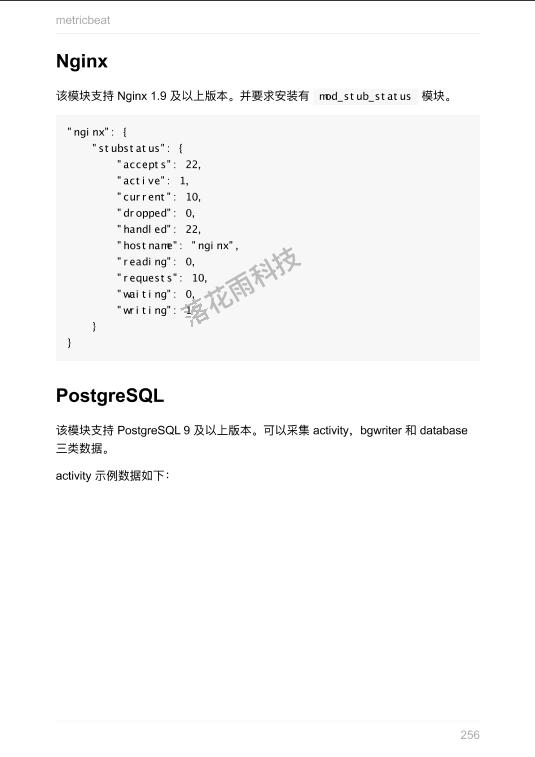 metricbeat
Nginx
该模块支持 Nginx 1.9 及以上版本。并要求安装有 mod_stub_status 模块。
"nginx": {
    "stubstatus": {
        "accepts": 22,
        "active": 1,
        "current": 10,
        "dropped": 0,
        "handled": 22,
        "hostname": "nginx",
        "reading": 0,
        "requests": 10,
        "waiting": 0,
        "writing": 1
    }
}
落花雨科技
PostgreSQL
该模块支持 PostgreSQL 9 及以上版本。可以采集 activity，bgwriter 和 database
三类数据。
activity 示例数据如下：
256